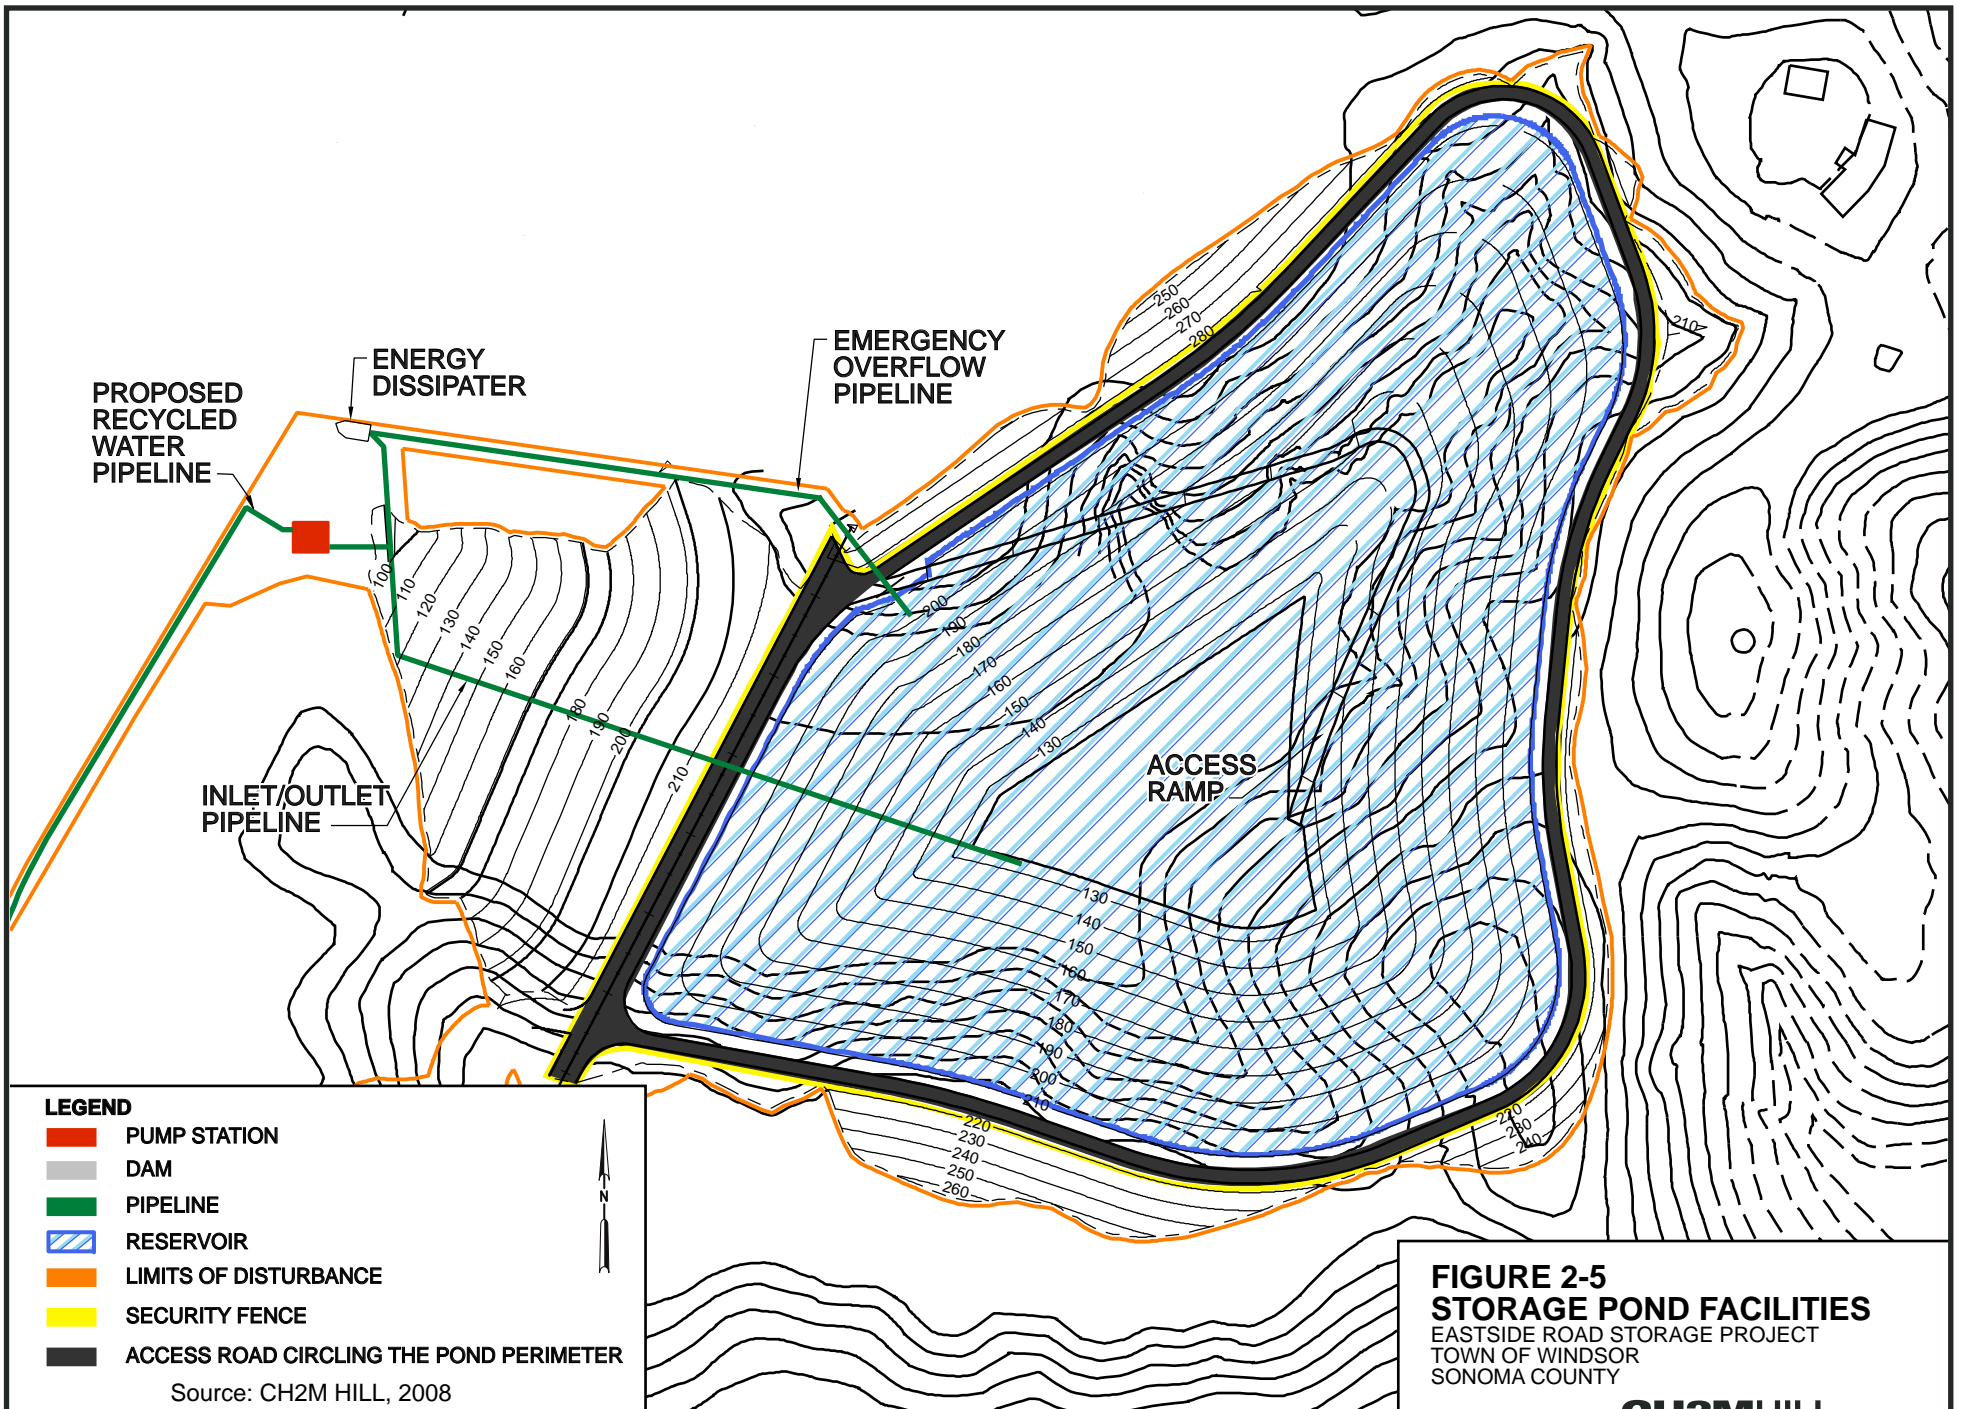 ENERGY
DISSIPATER
EMERGENCY
OVERFLOW
PIPELINE
PROPOSED
RECYCLED
WATER
PIPELINE
INLET/OUTLET
PIPELINE
ACCESS
RAMP
250
260
270
280
210
100
110
120
130
140
150
160
180
190
200
210
200
190
180
170
160
150
140
130
130
140
150
160
170
180
190
200
210
220
230
240
250
260
220
230
240
LEGEND
PUMP STATION
DAM
PIPELINE
RESERVOIR
LIMITS OF DISTURBANCE
SECURITY FENCE
ACCESS ROAD CIRCLING THE POND PERIMETER
Source: CH2M HILL, 2008
N
FIGURE 2-5
STORAGE POND FACILITIES
EASTSIDE ROAD STORAGE PROJECT
TOWN OF WINDSOR
SONOMA COUNTY
CH2MHILL